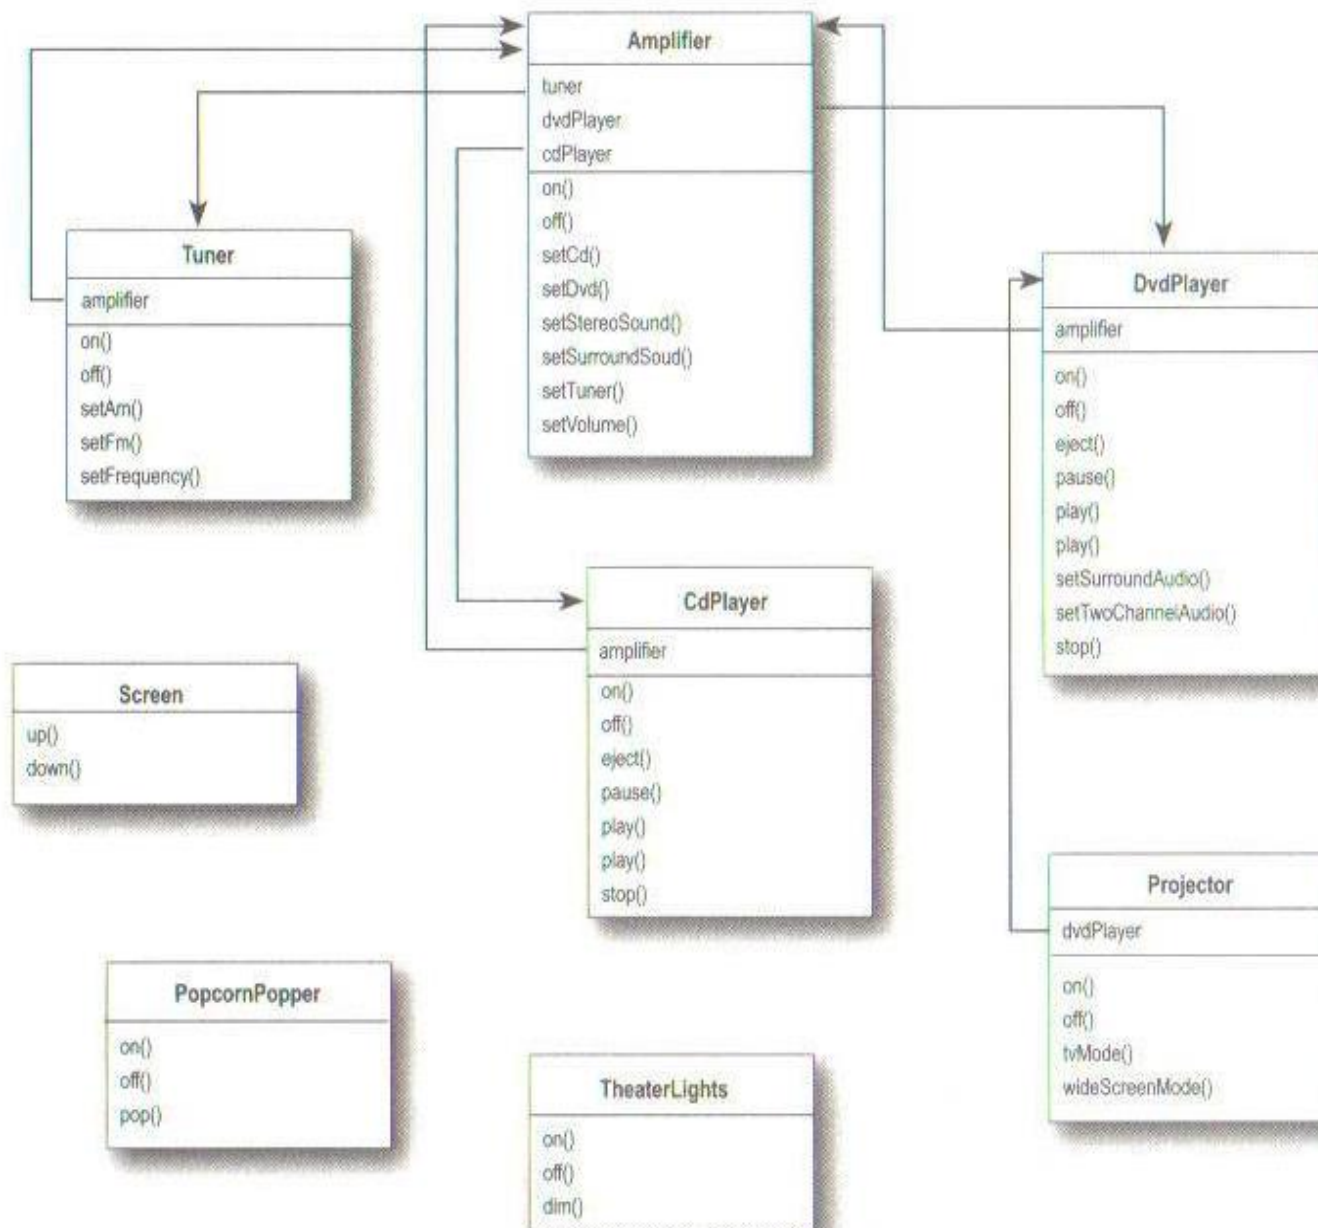 Amplifier
tuner
dvdPlayer
cdPlayer
on()
off()
setCd()
setDvd()
setStereoSound()
setSurroundSoud()
setTuner()
setVolume()
Tuner
amplifier
on()
off()
setAm()
setFm()
setFrequency()
DvdPlayer
amplifier
on()
off()
eject()
pause()
play()
play()
setSurroundAudio()
setTwoChannelAudio()
stop()
CdPlayer
amplifier
on()
off()
eject()
pause()
play()
play()
stop()
Screen
up()
down()
Projector
dvdPlayer
on()
off()
tvMode()
wideScreenMode()
PopcornPopper
on()
off()
pop()
TheaterLights
on()
off()
dim()